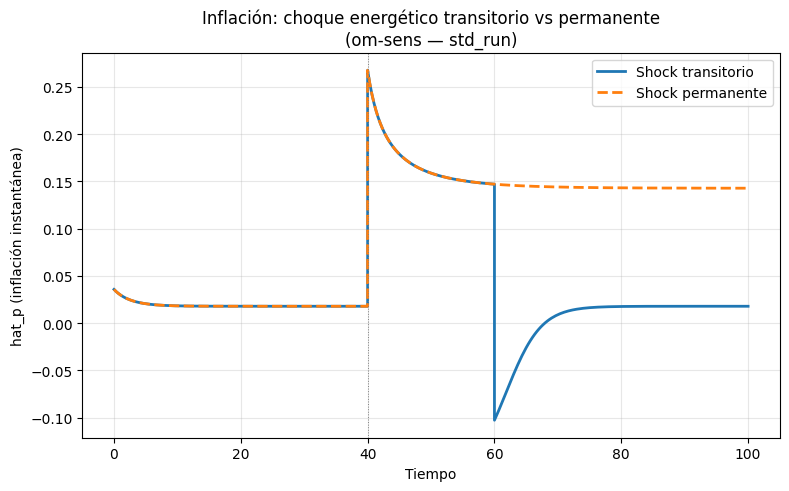 Inflación: choque energético transitorio vs permanente
(om-sens — std_run)
Shock transitorio
Shock permanente
hat_p (inflación instantánea)
0.25
0.20
0.15
0.10
0.05
0.00
−0.05
−0.10
0
20
40
60
80
100
Tiempo